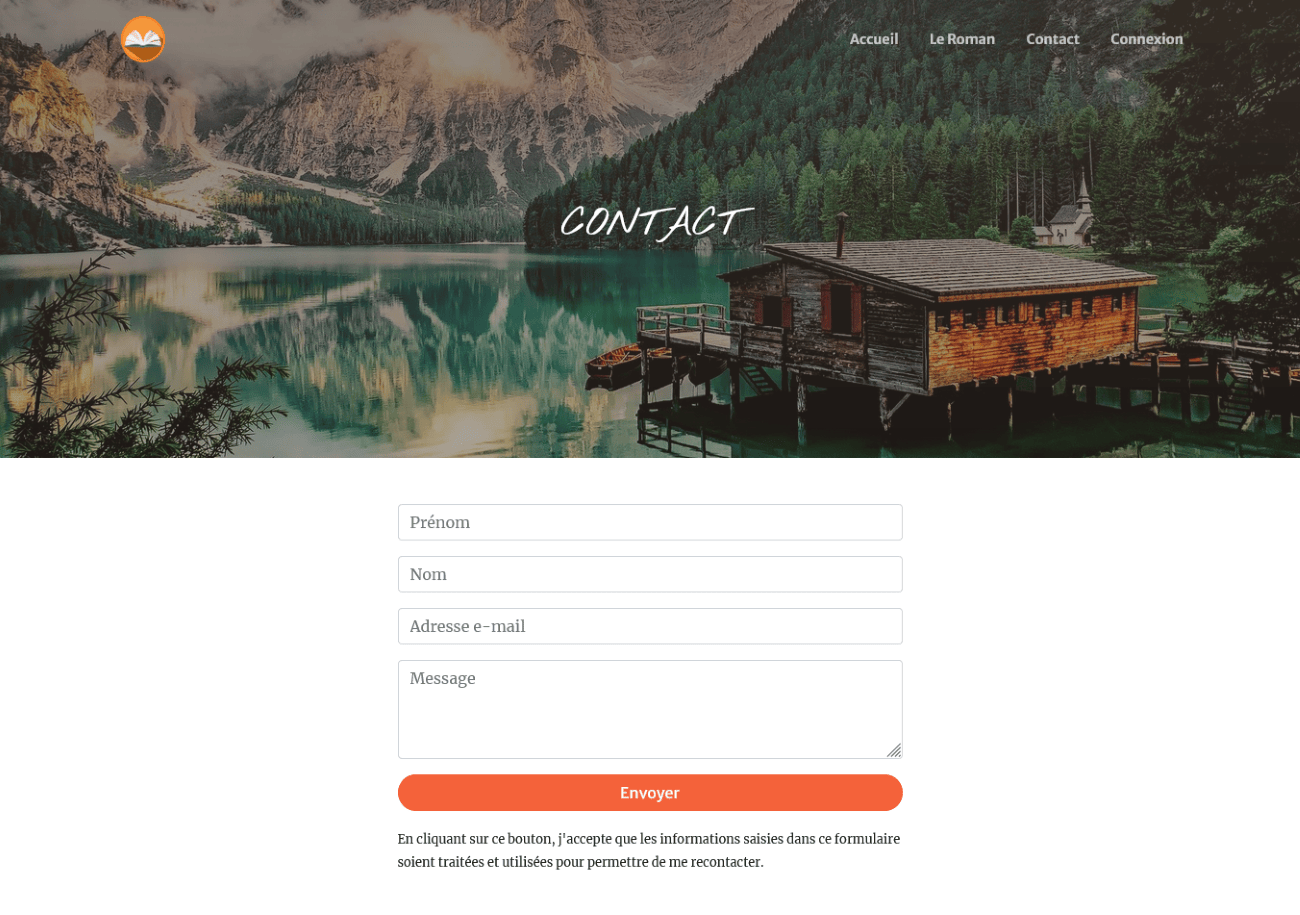 Accueil Le Roman Contact Connexion
CONTACT
Prénom
Nom
Adresse e-mail
Message
Envoyer
En cliquant sur ce bouton, j'accepte que les informations saisies dans ce formulaire
soient traitées et utilisées pour permettre de me recontacter.